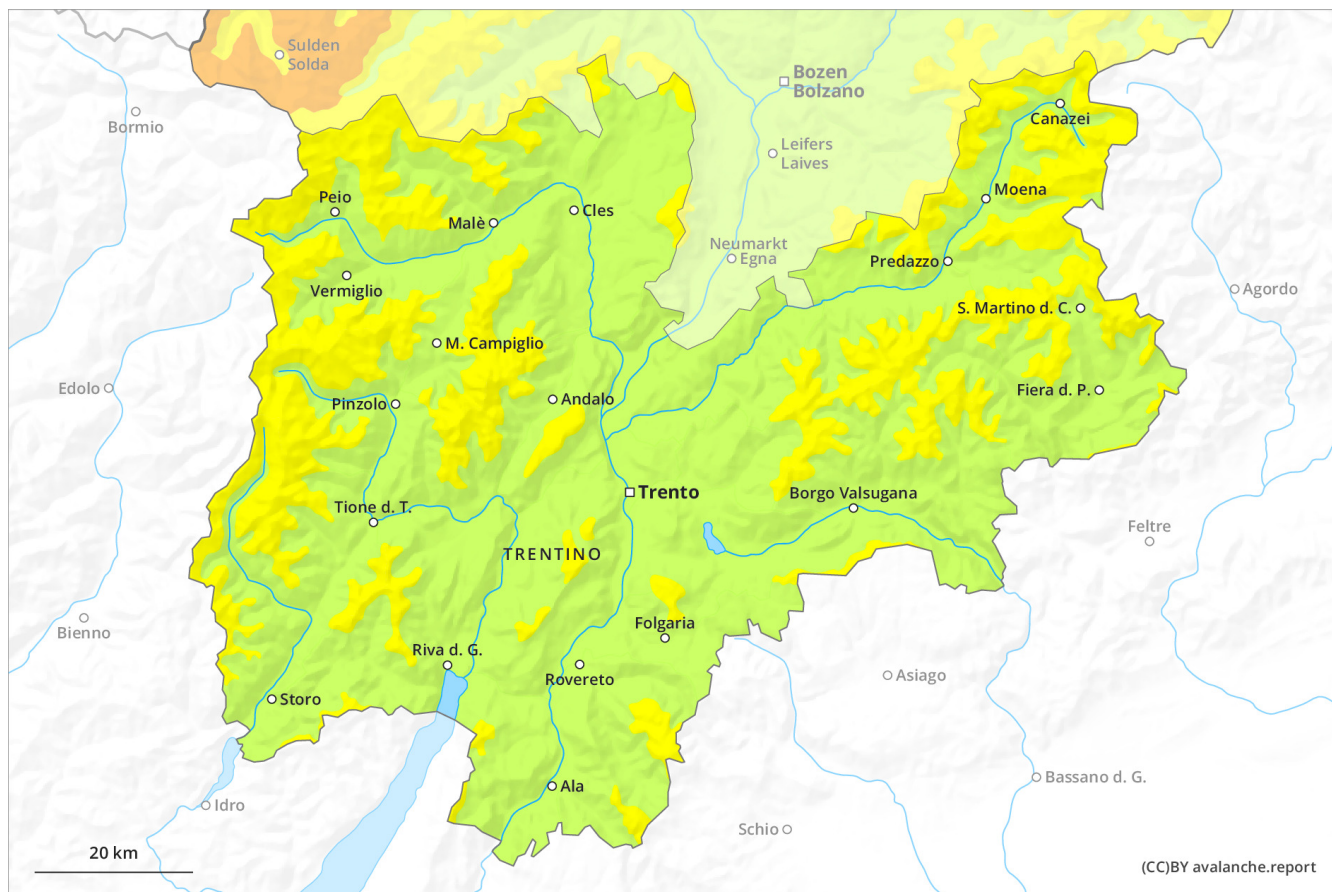 Sulden
Solda
Bozen
Bolzano
Bormio
Canazei
Leifers
Laives
Peio
Moena
Malè
Cles
Neumarkt
Egna
Predazzo
Vermiglio
Agordo
S. Martino d. C.
M. Campiglio
Edolo
Andalo
Fiera d. P.
Pinzolo
Trento
Borgo Valsugana
Tione d. T.
Feltre
TRENTINO
Bienno
Folgaria
Riva d. G.
Asiago
Rovereto
Storo
Bassano d. G.
Ala
Idro
Schio
20 km
(CC)BY avalanche.report